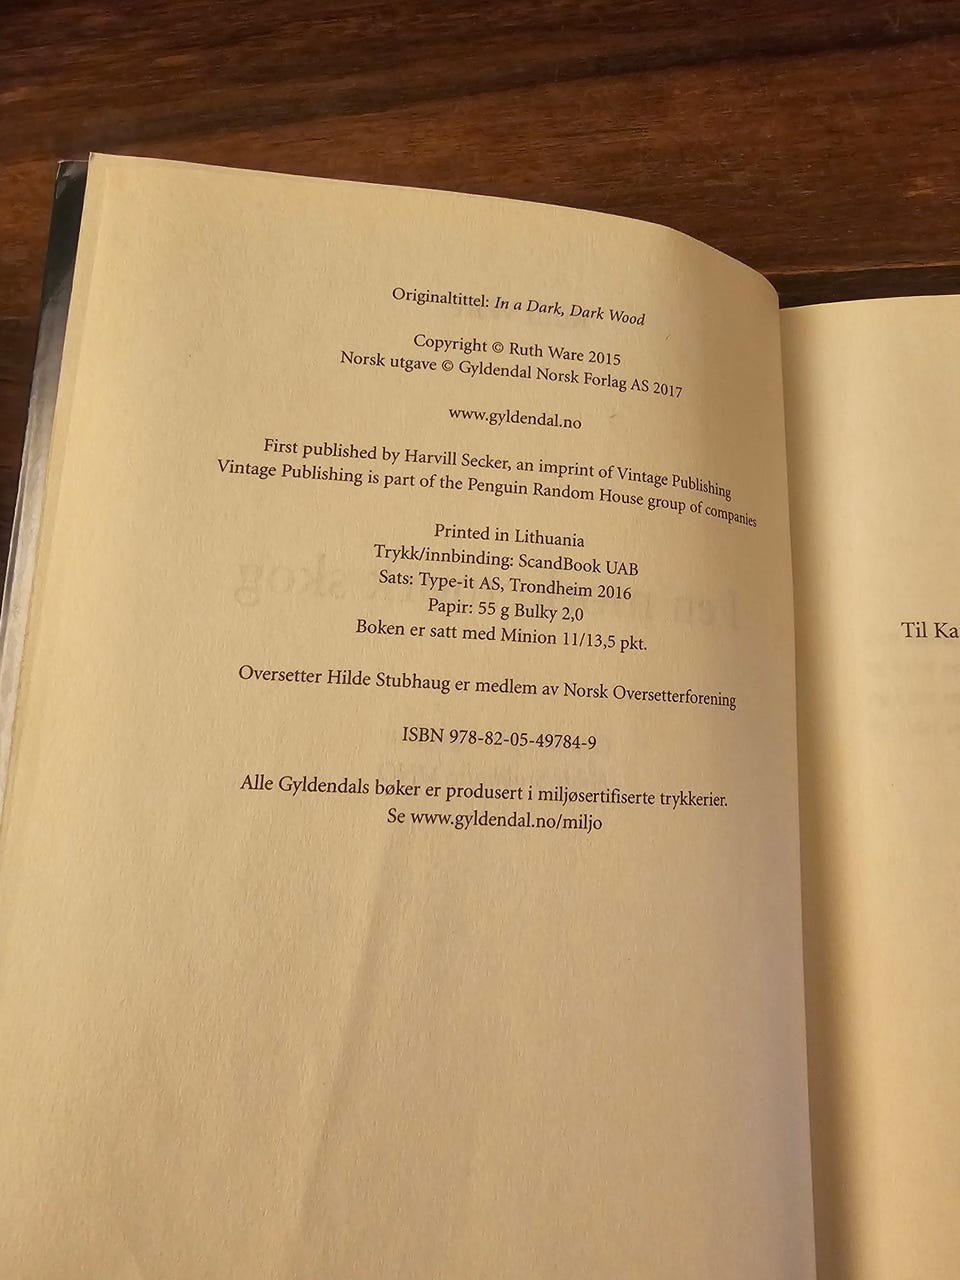 Originaltittel: In a Dark, Dark Wood
Copyright © Ruth Ware 2015
Norsk utgave © Gyldendal Norsk Forlag AS 2017
www.gyldendal.no
First published by Harvill Secker, an imprint of Vintage Publishing
Vintage Publishing is part of the Penguin Random House group of companies
Printed in Lithuania
Trykk/innbinding: ScandBook UAB
Sats: Type-it AS, Trondheim 2016
Papir: 55 g Bulky 2,0
Boken er satt med Minion 11/13,5 pkt.
Oversetter Hilde Stubhaug er medlem av Norsk Oversetterforening
ISBN 978-82-05-49784-9
Alle Gyldendals bøker er produsert i miljøsertifiserte trykkerier.
Se www.gyldendal.no/miljo
Til